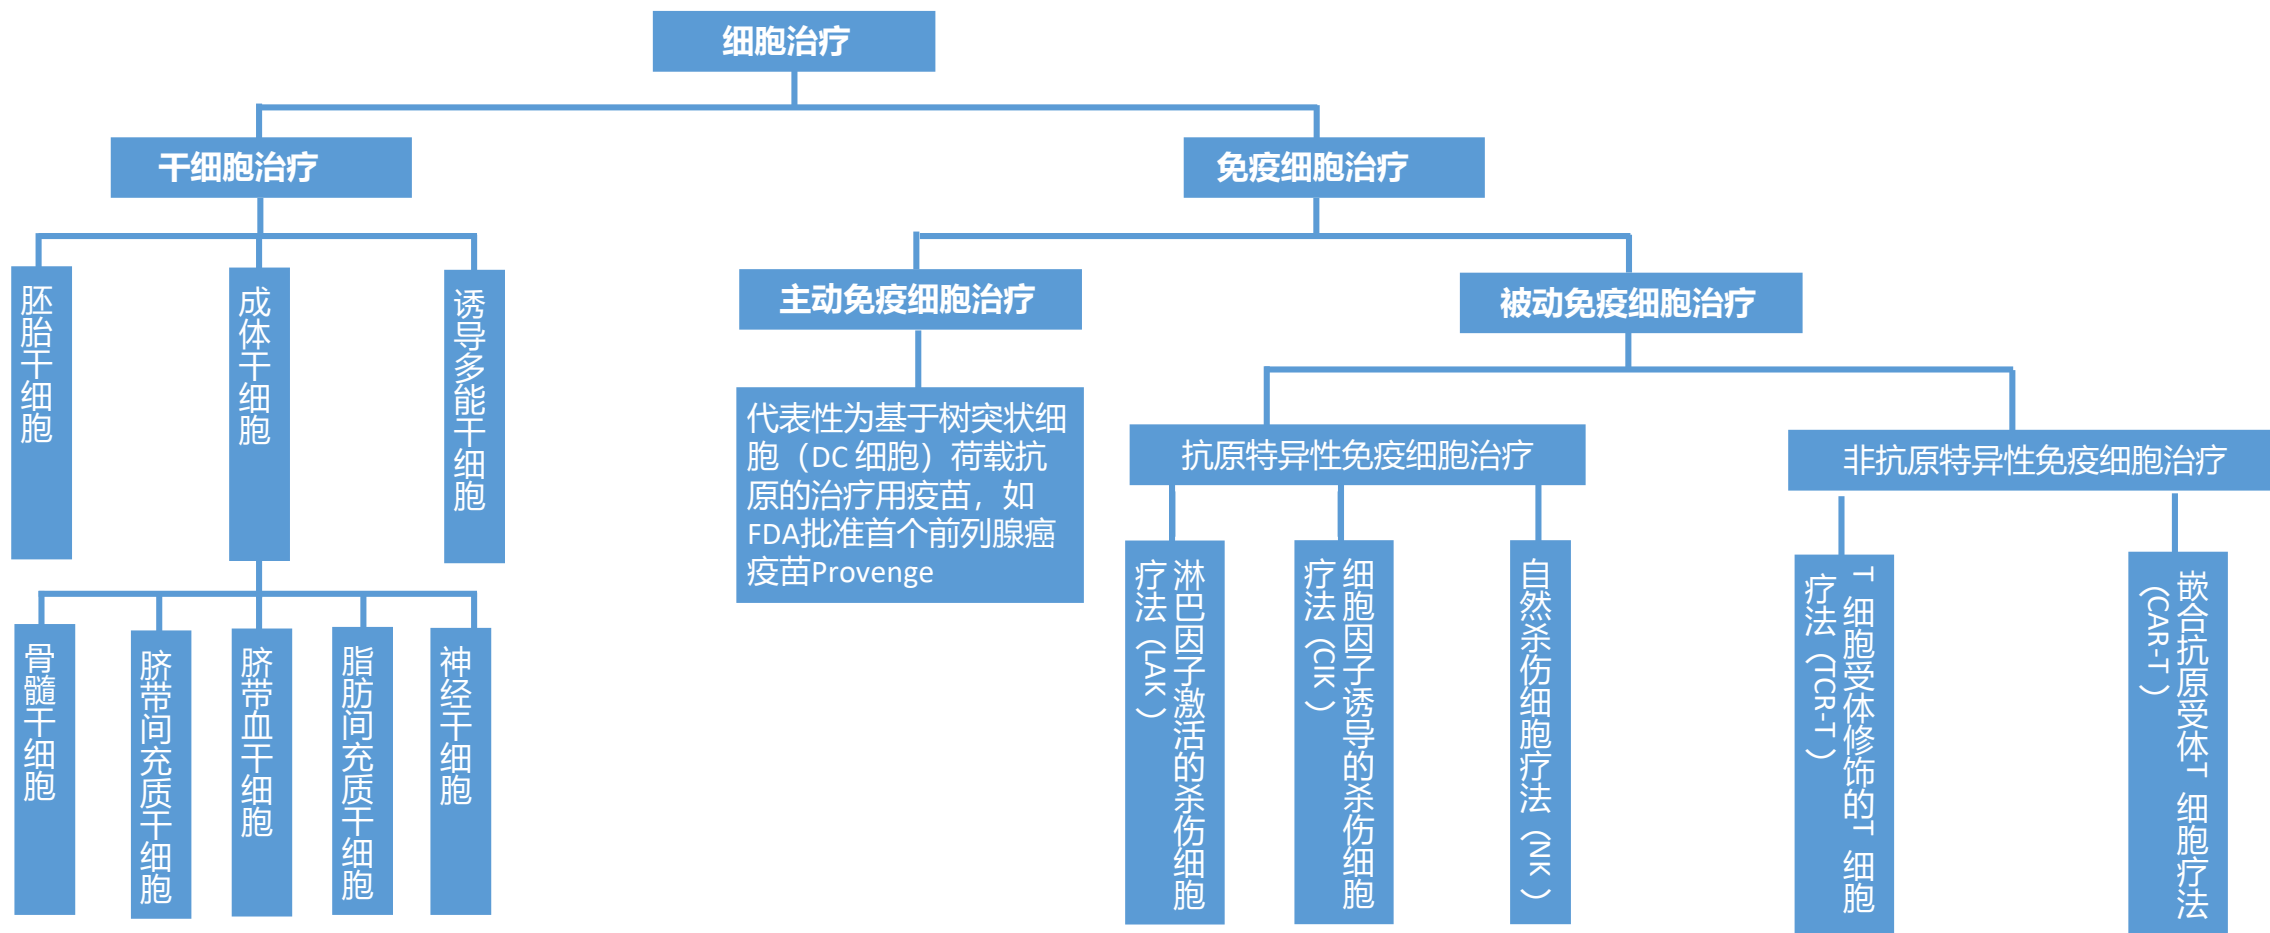 细胞治疗
干细胞治疗
免疫细胞治疗
胚胎干细胞
成体干细胞
诱导多能干细胞
主动免疫细胞治疗
被动免疫细胞治疗
代表性为基于树突状细
胞（DC 细胞）荷载抗
原的治疗用疫苗，如
FDA批准首个前列腺癌
疫苗Provenge
抗原特异性免疫细胞治疗
非抗原特异性免疫细胞治疗
骨髓干细胞
脐带间充质干细胞
脐带血干细胞
脂肪间充质干细胞
神经干细胞
淋巴因子激活的杀伤细胞
疗法（LAK ）
细胞因子诱导的杀伤细胞
疗法（CIK ）
自然杀伤细胞疗法（NK ）
T 细胞受体修饰的T 细胞
疗法（TCR-T ）
嵌合抗原受体T 细胞疗法
（CAR-T ）